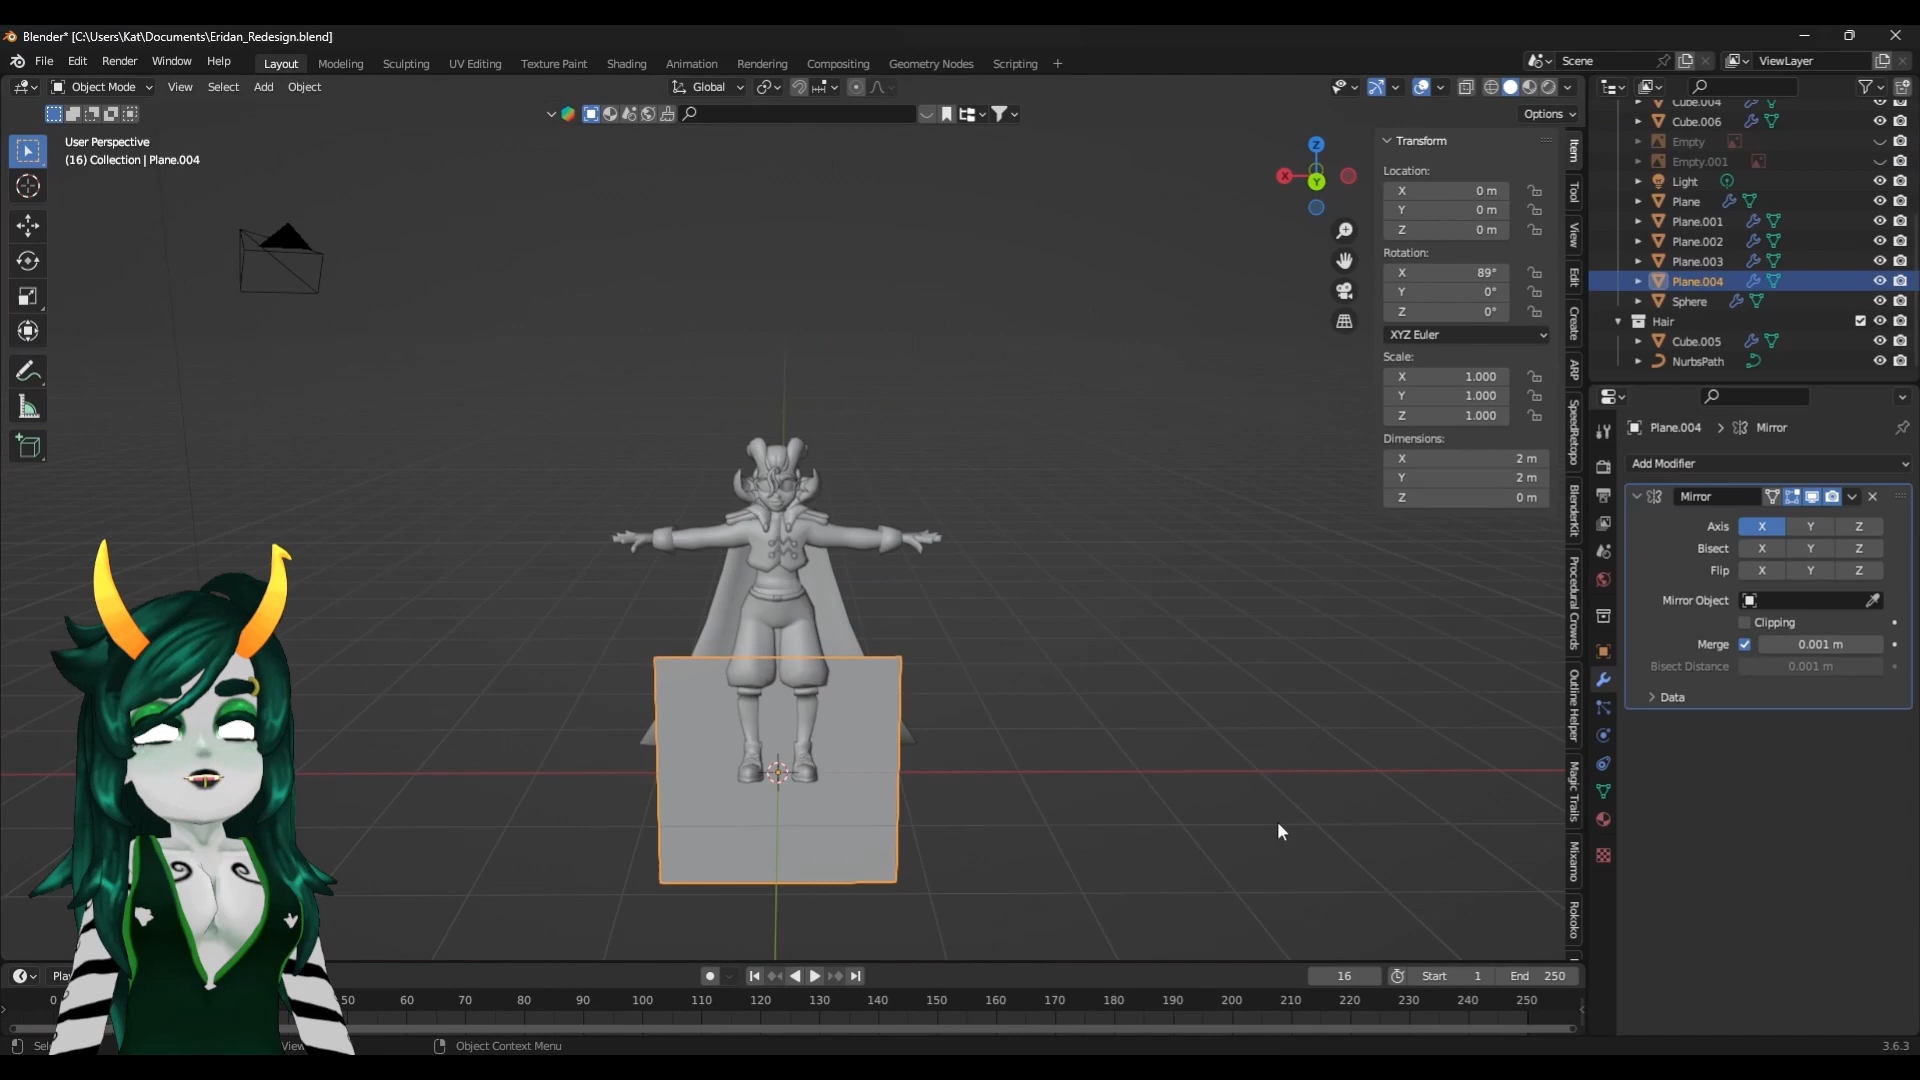 Blender* [C:\Users\Kat\Documents\Eridan_Redesign.blend]
File Edit Render Window Help Layout Modeling Sculpting UV Editing Texture Paint Shading Animation Rendering Compositing Geometry Nodes Scripting + Scene ViewLayer
Object Mode View Select Add Object Global
Options
User Perspective
(16) Collection | Plane.004
Z
X
Y
Transform
Location:
X 0 m
Y 0 m
Z 0 m
Rotation:
X 89°
Y 0°
Z 0°
XYZ Euler
Scale:
X 1.000
Y 1.000
Z 1.000
Dimensions:
X 2 m
Y 2 m
Z 0 m
Item
Tool
View
Edit
Create
ARP
SpeedRetopo
BlenderKit
Procedural Crowds
Outline Helper
Magic Trails
Mixamo
Rokoko
Cube.004
Cube.006
Empty
Empty.001
Light
Plane
Plane.001
Plane.002
Plane.003
Plane.004
Sphere
Hair
Cube.005
NurbsPath
Plane.004 > Mirror
Add Modifier
Mirror
Axis X Y Z
Bisect X Y Z
Flip X Y Z
Mirror Object
Clipping
Merge 0.001 m
Bisect Distance 0.001 m
Data
16 Start 1 End 250
0 50 60 70 80 90 100 110 120 130 140 150 160 170 180 190 200 210 220 230 240 250
View Object Context Menu 3.6.3